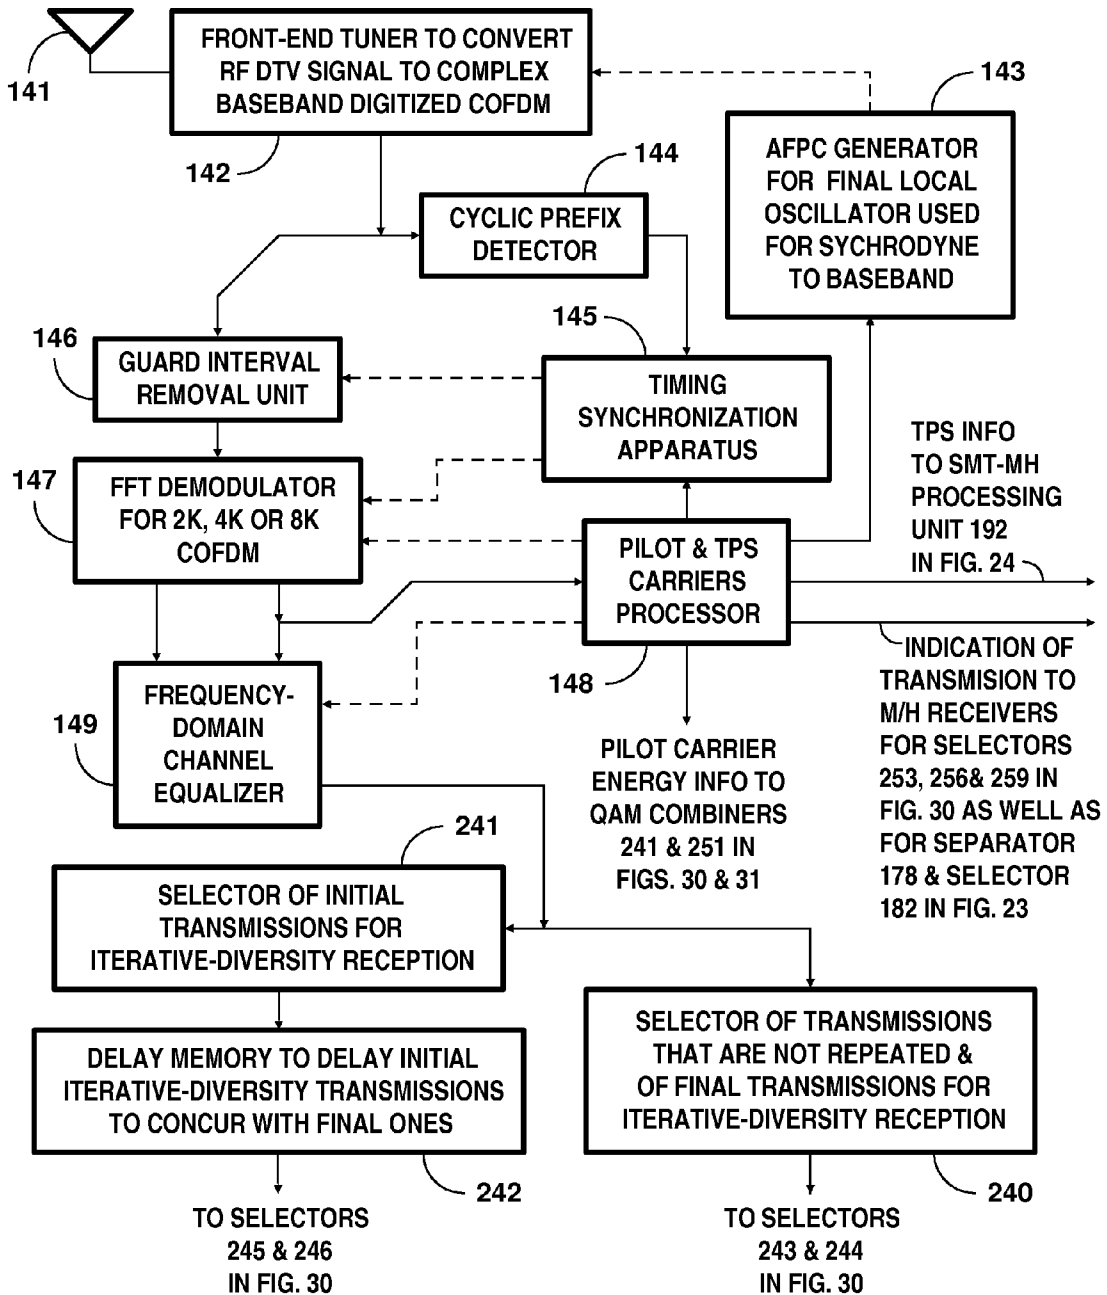 141
FRONT-END TUNER TO CONVERT
RF DTV SIGNAL TO COMPLEX
BASEBAND DIGITIZED COFDM
142
143
AFPC GENERATOR
FOR FINAL LOCAL
OSCILLATOR USED
FOR SYCHRODYNE
TO BASEBAND
144
CYCLIC PREFIX
DETECTOR
145
TIMING
SYNCHRONIZATION
APPARATUS
146
GUARD INTERVAL
REMOVAL UNIT
147
FFT DEMODULATOR
FOR 2K, 4K OR 8K
COFDM
PILOT & TPS
CARRIERS
PROCESSOR
148
TPS INFO
TO SMT-MH
PROCESSING
UNIT 192
IN FIG. 24
INDICATION OF
TRANSMISION TO
M/H RECEIVERS
FOR SELECTORS
253, 256& 259 IN
FIG. 30 AS WELL AS
FOR SEPARATOR
178 & SELECTOR
182 IN FIG. 23
149
FREQUENCY-
DOMAIN
CHANNEL
EQUALIZER
PILOT CARRIER
ENERGY INFO TO
QAM COMBINERS
241 & 251 IN
FIGS. 30 & 31
241
SELECTOR OF INITIAL
TRANSMISSIONS FOR
ITERATIVE-DIVERSITY RECEPTION
DELAY MEMORY TO DELAY INITIAL
ITERATIVE-DIVERSITY TRANSMISSIONS
TO CONCUR WITH FINAL ONES
242
TO SELECTORS
245 & 246
IN FIG. 30
SELECTOR OF TRANSMISSIONS
THAT ARE NOT REPEATED &
OF FINAL TRANSMISSIONS FOR
ITERATIVE-DIVERSITY RECEPTION
240
TO SELECTORS
243 & 244
IN FIG. 30